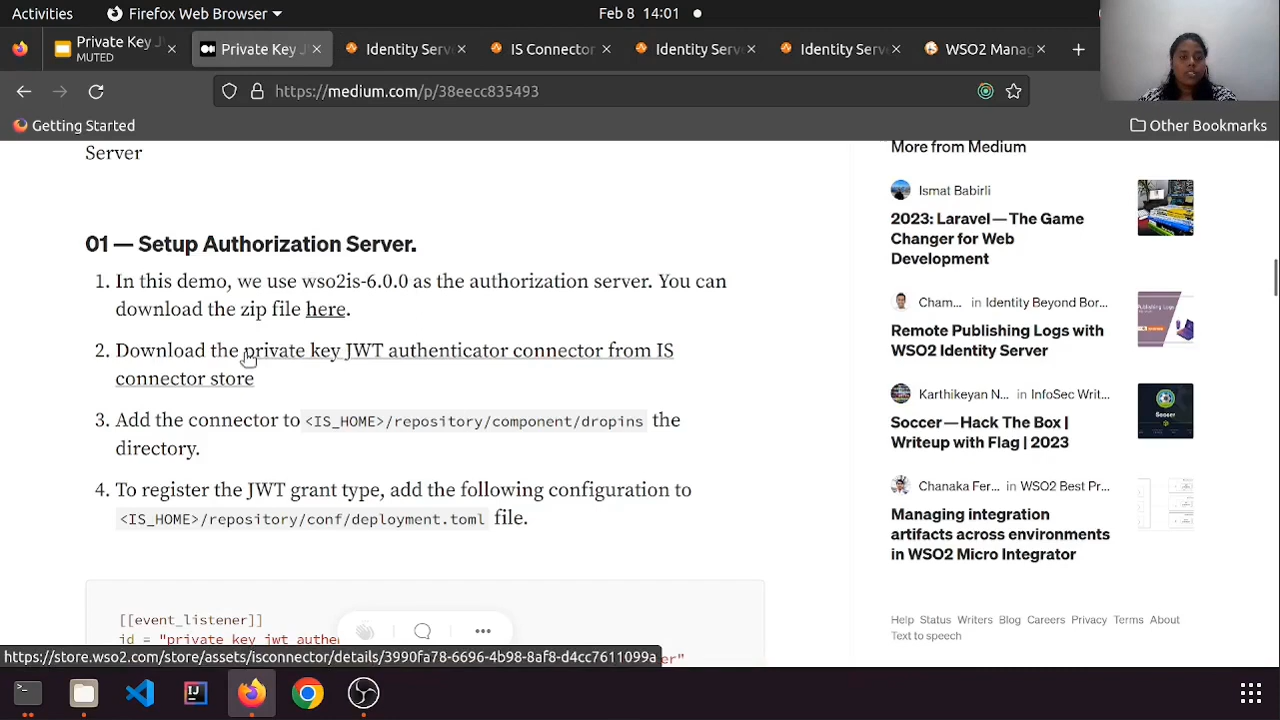 Activities
Firefox Web Browser
Feb 8 14:01
Private Key J
MUTED
Private Key J
Identity Serv
IS Connector
Identity Serv
Identity Serv
WSO2 Mana
https://medium.com/p/38eecc835493
Getting Started
Other Bookmarks
Server
01 — Setup Authorization Server.
1. In this demo, we use wso2is-6.0.0 as the authorization server. You can
download the zip file here.
2. Download the private key JWT authenticator connector from IS
connector store
3. Add the connector to <IS_HOME>/repository/component/dropins the
directory.
4. To register the JWT grant type, add the following configuration to
<IS_HOME>/repository/conf/deployment.toml file.
[[event_listener]]
id = "private_key_jwt_authen
er"
https://store.wso2.com/store/assets/isconnector/details/3990fa78-6696-4b98-8af8-d4cc7611099a
More from Medium
Ismat Babirli
2023: Laravel — The Game
Changer for Web
Development
Cham... in Identity Beyond Bor...
Remote Publishing Logs with
WSO2 Identity Server
Karthikeyan N... in InfoSec Writ...
Soccer — Hack The Box |
Writeup with Flag | 2023
Chanaka Fer... in WSO2 Best Pr...
Managing integration
artifacts across environments
in WSO2 Micro Integrator
Help Status Writers Blog Careers Privacy Terms About
Text to speech